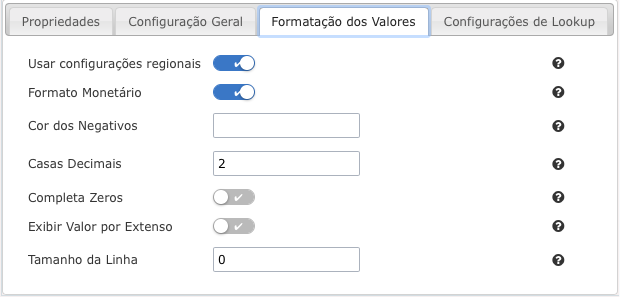 Propriedades Configuração Geral Formatação dos Valores Configurações de Lookup
Usar configurações regionais
Formato Monetário
Cor dos Negativos
Casas Decimais 2
Completa Zeros
Exibir Valor por Extenso
Tamanho da Linha 0